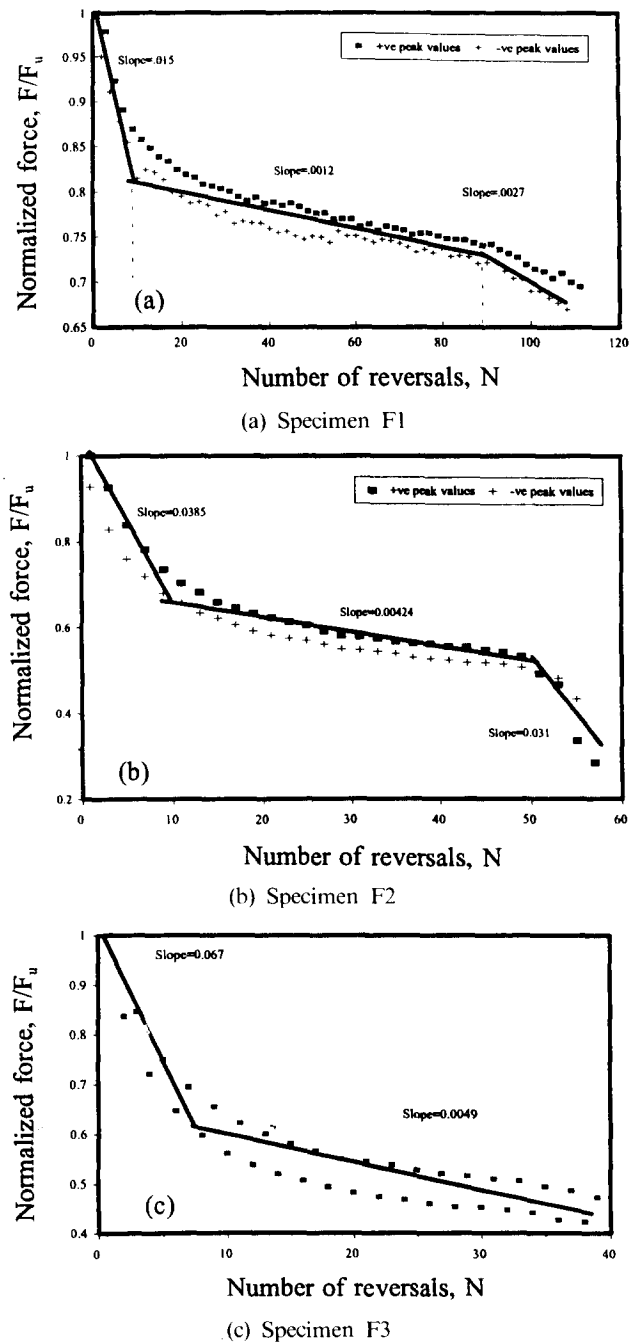 1
0.95
0.9
0.85
0.8
0.75
0.7
0.65
Normalized force, F/Fu
■ +ve peak values + -ve peak values
Slope=.015
Slope=.0012
Slope=.0027
(a)
0 20 40 60 80 100 120
Number of reversals, N
(a) Specimen F1
1
0.8
0.6
0.4
0.2
Normalized force, F/Fu
■ +ve peak values + -ve peak values
Slope=0.0385
Slope=0.00424
Slope=0.031
(b)
0 10 20 30 40 50 60
Number of reversals, N
(b) Specimen F2
1
0.9
0.8
0.7
0.6
0.5
0.4
Normalized force, F/Fu
Slope=0.067
Slope=0.0049
(c)
0 10 20 30 40
Number of reversals, N
(c) Specimen F3